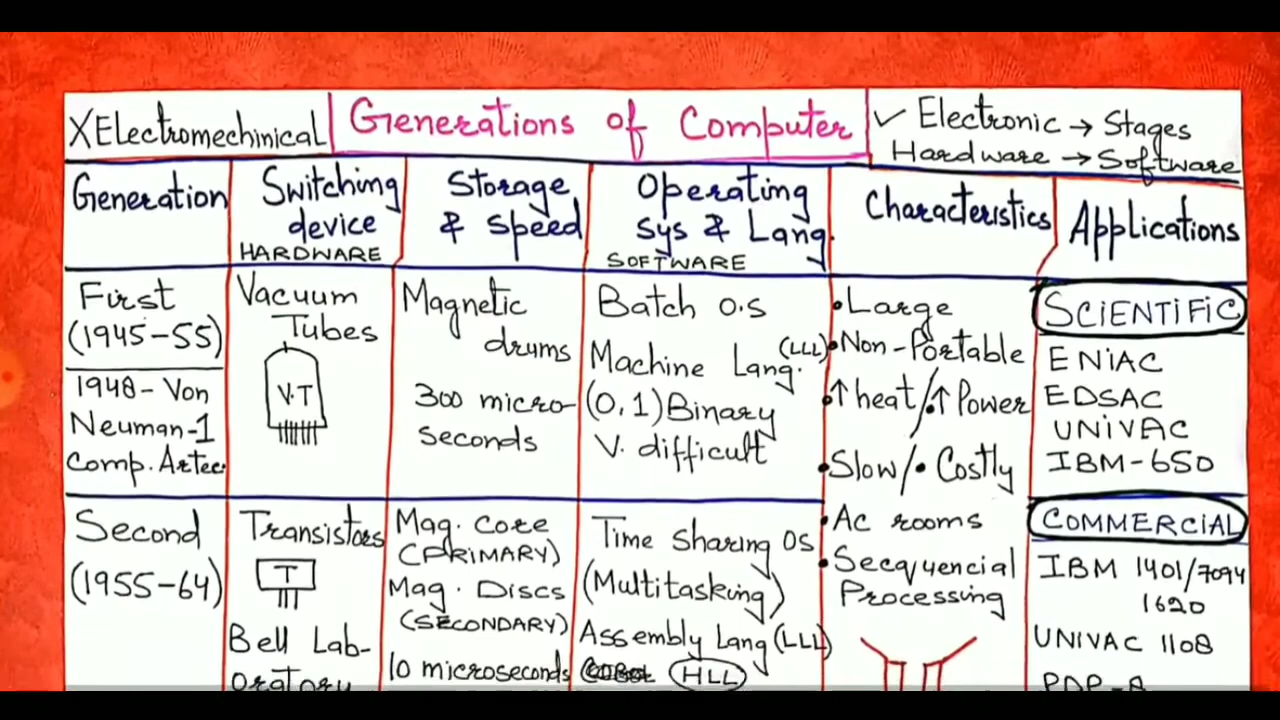 XElectromechinical
Generations of Computer
✓ Electronic → Stages
Hardware → Software
Generation
Switching
device
HARDWARE
Storage
& Speed
Operating
Sys & Lang.
SOFTWARE
Characteristics
Applications
First
(1945-55)
1948- Von
Neuman-1
Comp. Artec
Vacuum
Tubes
V.T
Magnetic
drums
300 micro-
Seconds
Batch O.S
Machine Lang. (LLL)
(0,1) Binary
V. difficult
•Large
•Non-Portable
•↑heat/•↑Power
•Slow/•Costly
•Ac rooms
•Secquencial
Processing
SCIENTIFIC
ENIAC
EDSAC
UNIVAC
IBM-650
Second
(1955-64)
Transistors
T
Bell Lab-
oratory
Mag. Core
(PRIMARY)
Mag. Discs
(SECONDARY)
10 microseconds
Time Sharing OS
(Multitasking)
Assembly Lang (LLL)
HLL
COMMERCIAL
IBM 1401/7094
1620
UNIVAC 1108
PDP-8